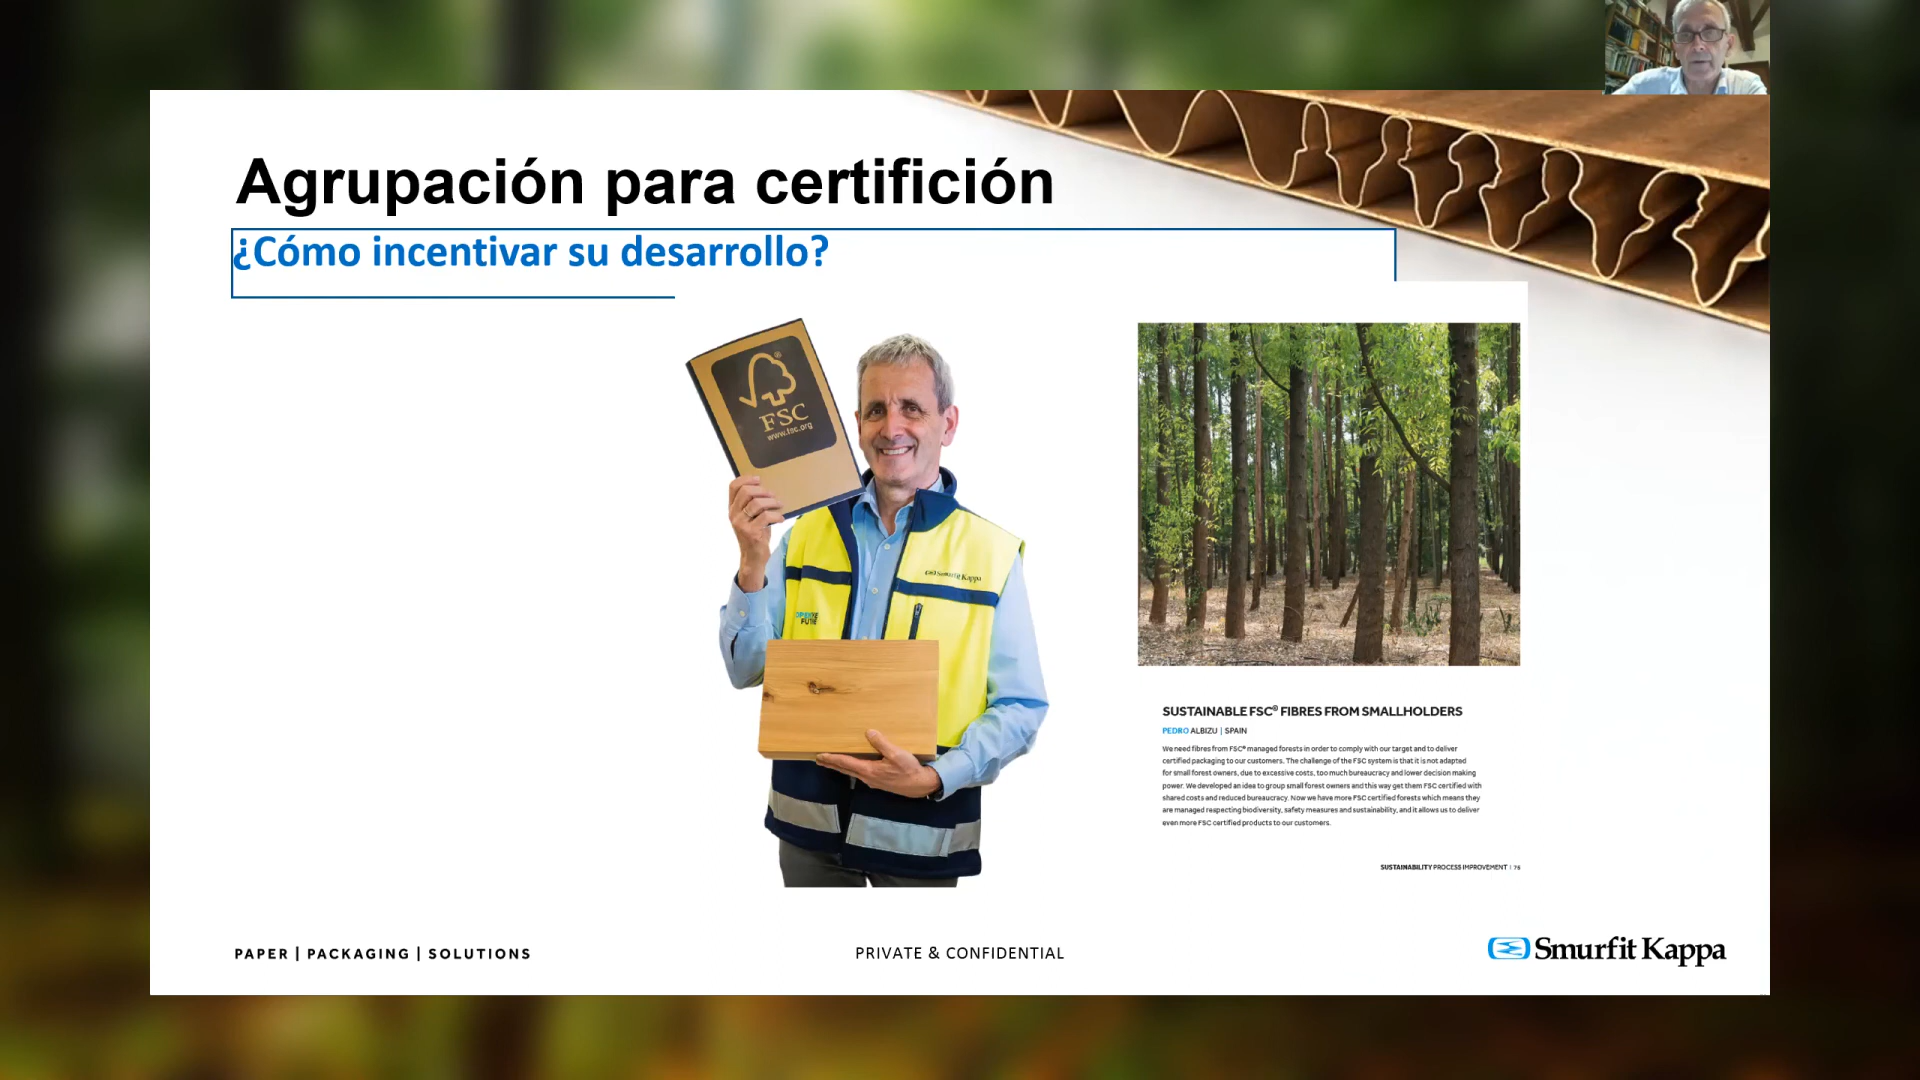 Agrupación para certifición
¿Cómo incentivar su desarrollo?
FSC
www.fsc.org
Smurfit Kappa
SUSTAINABLE FSC® FIBRES FROM SMALLHOLDERS
PEDRO ALBIZU | SPAIN
We need fibres from FSC® managed forests in order to comply with our target and to deliver
certified packaging to our customers. The challenge of the FSC system is that it is not adapted
for small forest owners, due to excessive costs, too much bureaucracy and lower decision making
power. We developed an idea to group small forest owners and this way get them FSC certified with
shared costs and reduced bureaucracy. Now we have more FSC certified forests which means they
are managed respecting biodiversity, safety measures and sustainability, and it allows us to deliver
even more FSC certified products to our customers.
SUSTAINABILITY PROCESS IMPROVEMENT | 75
PAPER | PACKAGING | SOLUTIONS
PRIVATE & CONFIDENTIAL
Smurfit Kappa